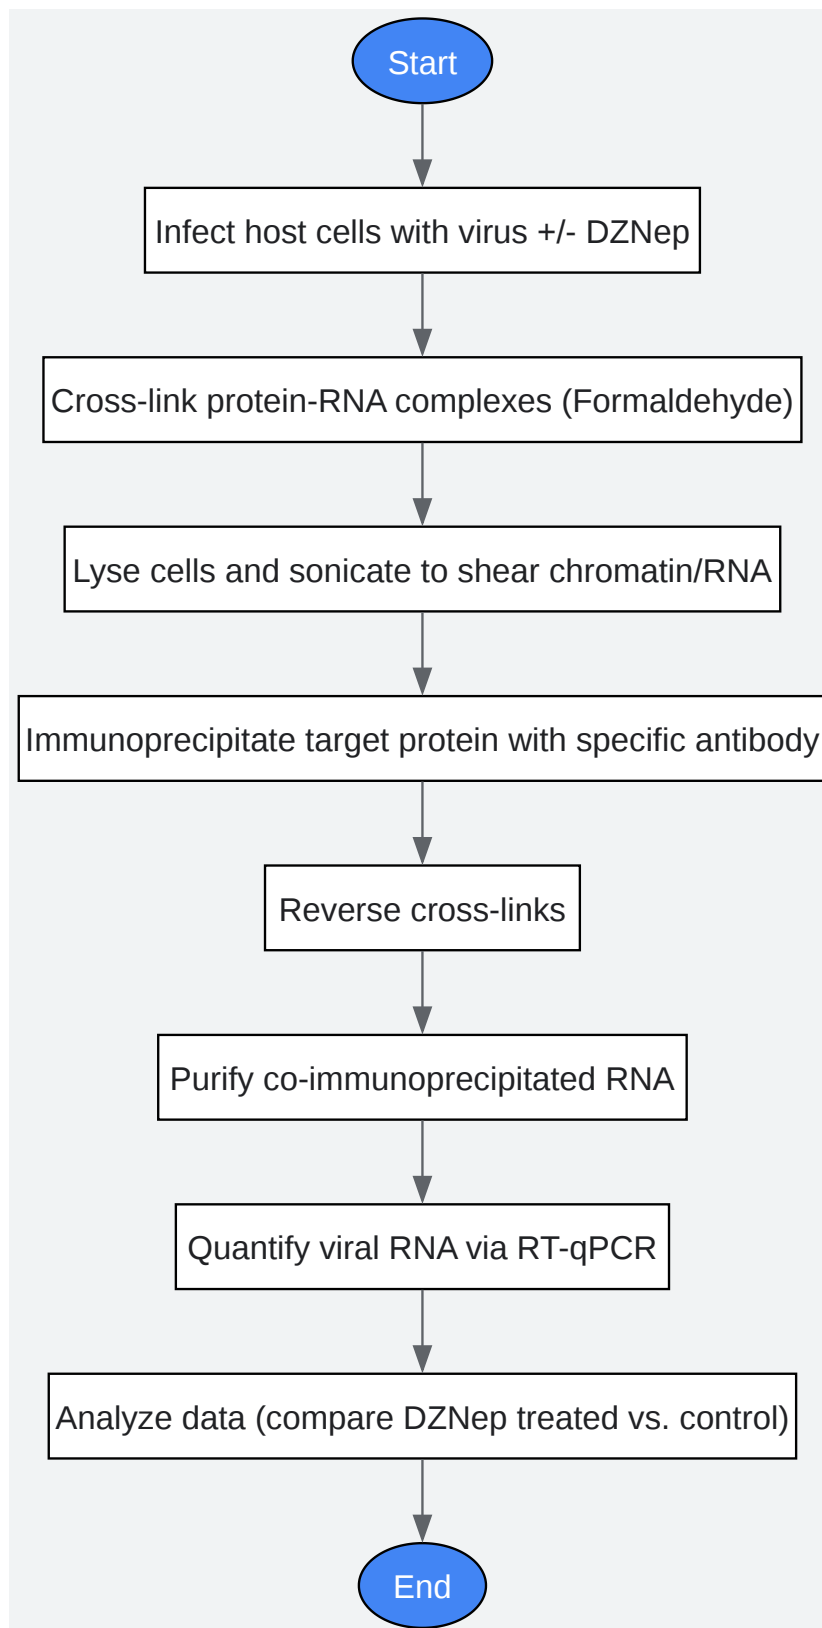 Start
Infect host cells with virus +/- DZNep
Cross-link protein-RNA complexes (Formaldehyde)
Lyse cells and sonicate to shear chromatin/RNA
Immunoprecipitate target protein with specific antibody
Reverse cross-links
Purify co-immunoprecipitated RNA
Quantify viral RNA via RT-qPCR
Analyze data (compare DZNep treated vs. control)
End